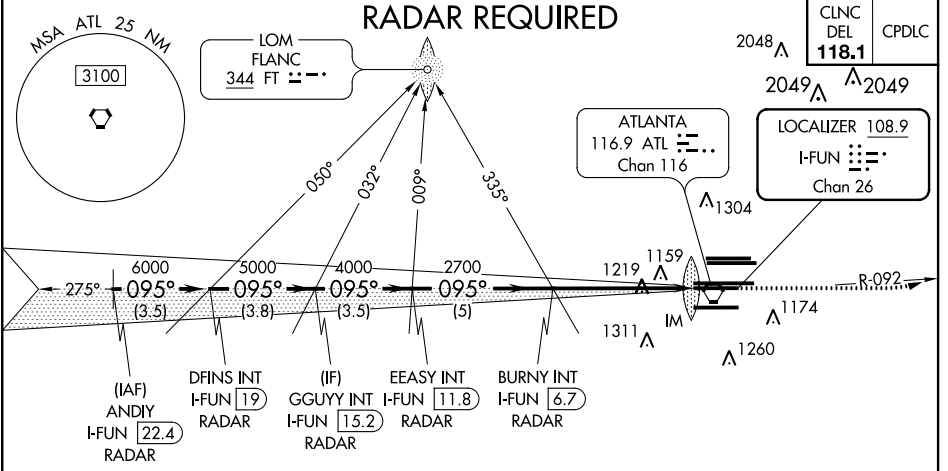 RADAR REQUIRED
MSA ATL 25 NM
3100
LOM
FLANC
344 FT
CLNC
DEL
118.1
CPDLC
2048
2049
2049
ATLANTA
116.9 ATL
Chan 116
LOCALIZER 108.9
I-FUN
Chan 26
1304
050°
032°
009°
335°
1159
1219
6000
5000
4000
2700
275°
095°
095°
095°
095°
R-092
(3.5)
(3.8)
(3.5)
(5)
IM
1174
1311
1260
(IAF)
ANDIY
I-FUN 22.4
RADAR
DFINS INT
I-FUN 19
RADAR
(IF)
GGUYY INT
I-FUN 15.2
RADAR
EEASY INT
I-FUN 11.8
RADAR
BURNY INT
I-FUN 6.7
RADAR